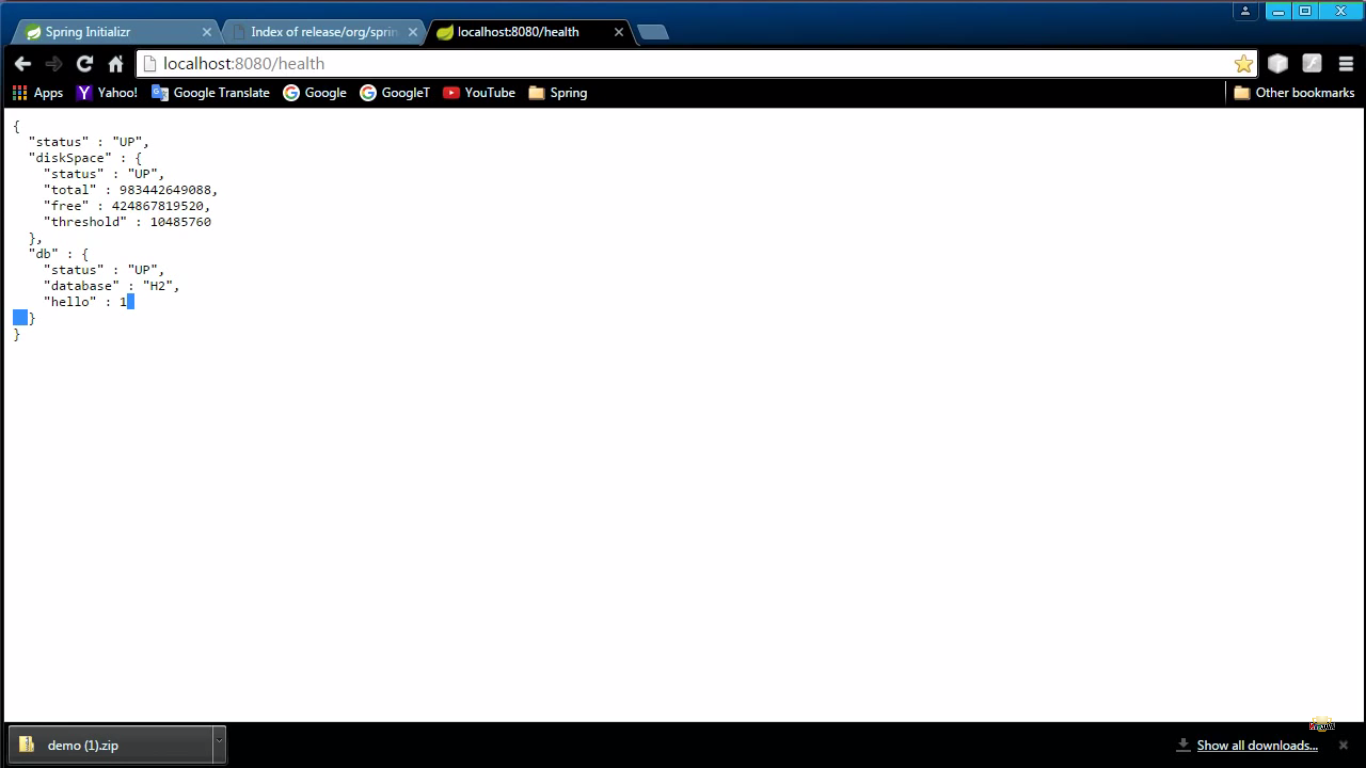 Spring Initializr
Index of release/org/sprin
localhost:8080/health
localhost:8080/health
Apps Yahoo! Google Translate Google GoogleT YouTube Spring Other bookmarks
{
"status" : "UP",
"diskSpace" : {
"status" : "UP",
"total" : 983442649088,
"free" : 424867819520,
"threshold" : 10485760
},
"db" : {
"status" : "UP",
"database" : "H2",
"hello" : 1
}
}
demo (1).zip
Show all downloads...